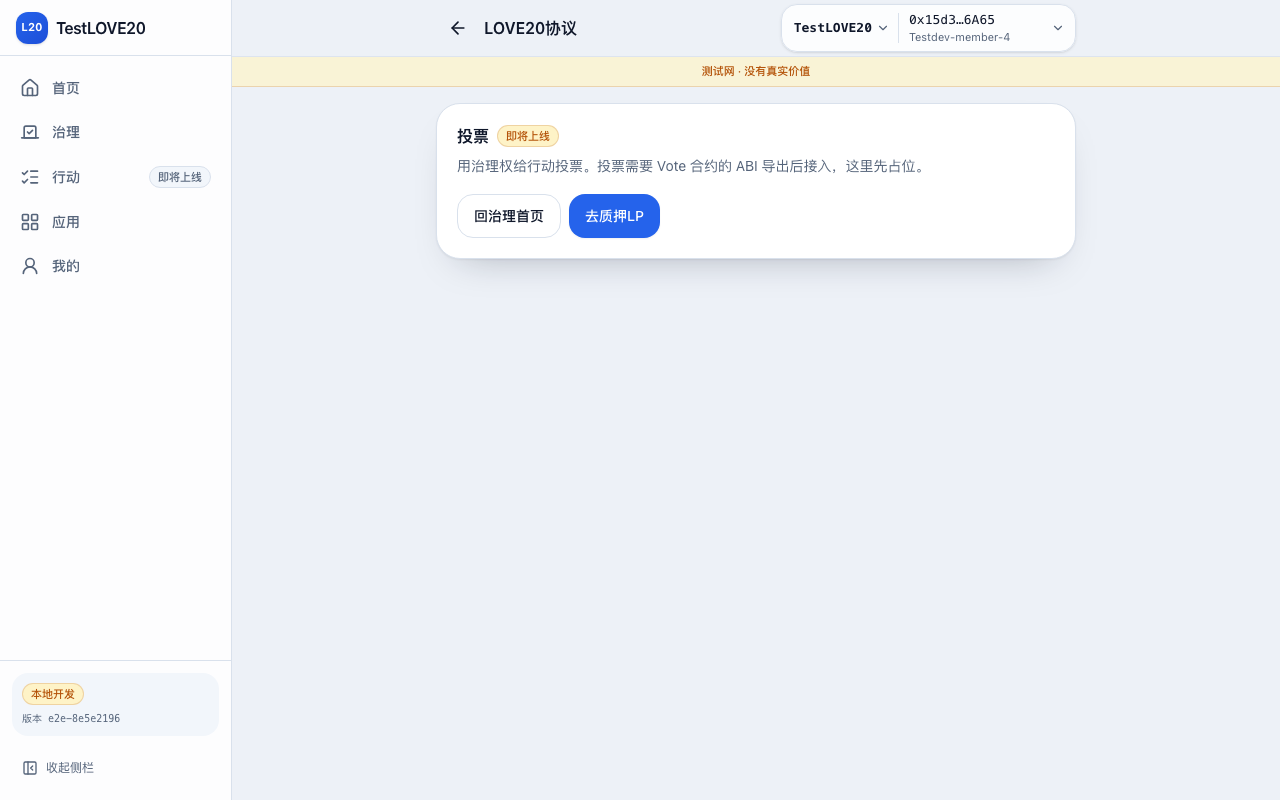 L20 TestLOVE20
首页
治理
行动 即将上线
应用
我的
本地开发
版本 e2e-8e5e2196
收起侧栏
LOVE20协议
TestLOVE20
0x15d3…6A65
Testdev-member-4
测试网 · 没有真实价值
投票 即将上线
用治理权给行动投票。投票需要 Vote 合约的 ABI 导出后接入，这里先占位。
回治理首页 去质押LP